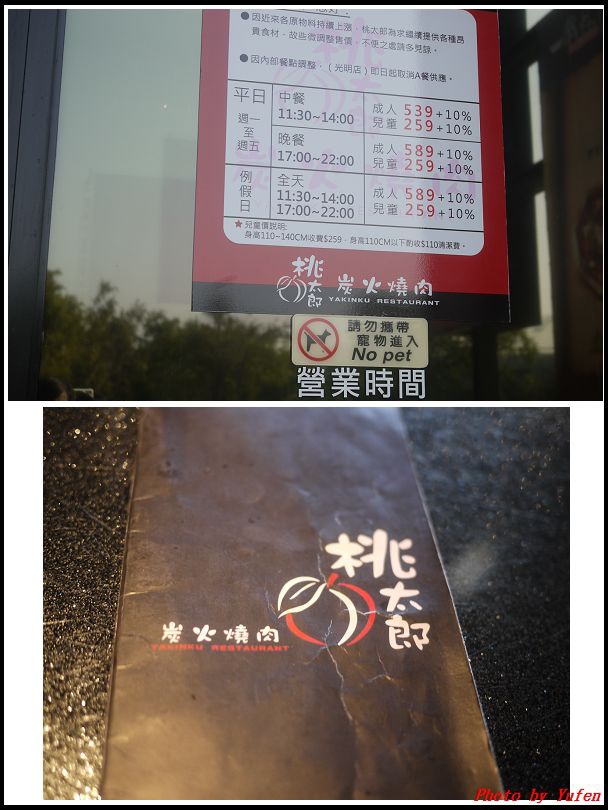 ●因近來各原物料持續上漲，桃太郎為求繼續提供各種昂
貴食材，故些微調整售價，不便之處請多見諒。
●因內部餐點調整，（光明店）即日起取消A餐供應。
平日
週一
至
週五
中餐
11:30~14:00
成人 539+10%
兒童 259+10%
晚餐
17:00~22:00
成人 589+10%
兒童 259+10%
例
假
日
全天
11:30~14:00
17:00~22:00
成人 589+10%
兒童 259+10%
★兒童價說明:
身高110~140CM收費$259，身高110CM以下酌收$110清潔費。
桃太郎
炭火燒肉
YAKINKU RESTAURANT
請勿攜帶
寵物進入
No pet
營業時間
桃太郎
炭火燒肉
YAKINKU RESTAURANT
Photo by Yufen